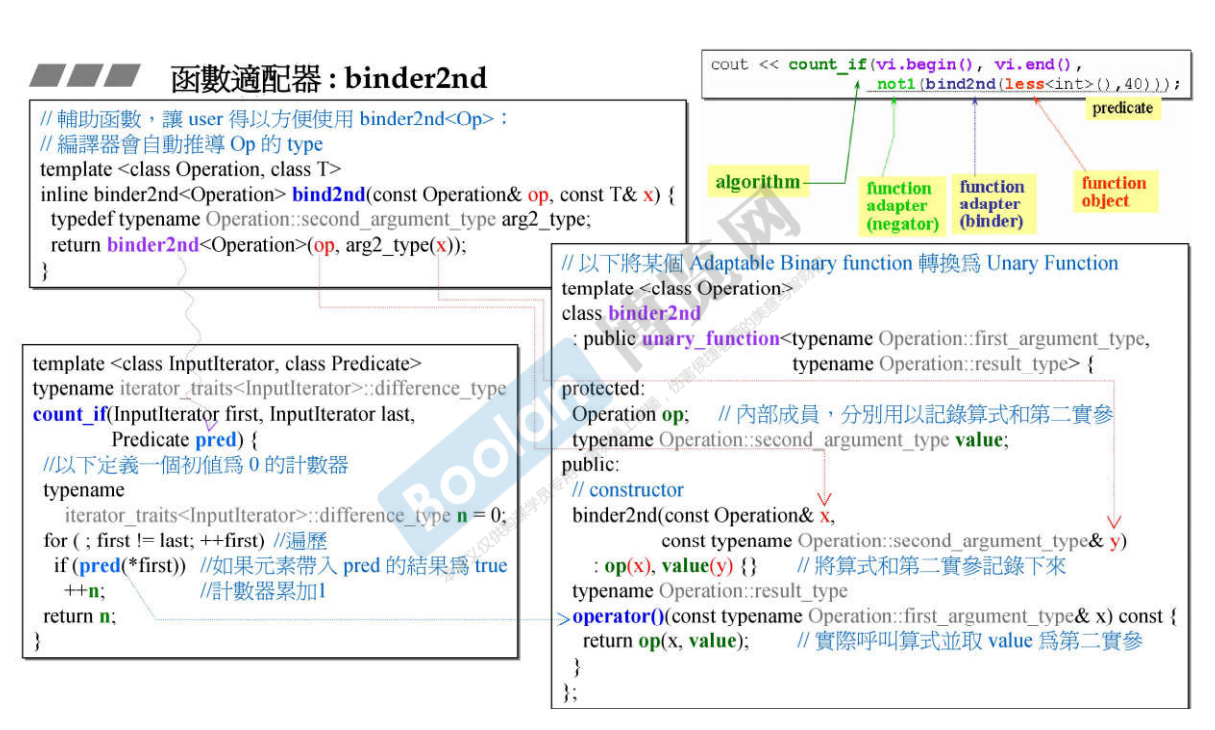 函數適配器 : binder2nd
cout << count_if(vi.begin(), vi.end(),
not1(bind2nd(less<int>(),40)));
predicate
algorithm
function
adapter
(negator)
function
adapter
(binder)
function
object
// 輔助函數，讓 user 得以方便使用 binder2nd<Op>：
// 編譯器會自動推導 Op 的 type
template <class Operation, class T>
inline binder2nd<Operation> bind2nd(const Operation& op, const T& x) {
typedef typename Operation::second_argument_type arg2_type;
return binder2nd<Operation>(op, arg2_type(x));
}
template <class InputIterator, class Predicate>
typename iterator_traits<InputIterator>::difference_type
count_if(InputIterator first, InputIterator last,
Predicate pred) {
//以下定義一個初值爲 0 的計數器
typename
iterator_traits<InputIterator>::difference_type n = 0;
for ( ; first != last; ++first) //遍歷
if (pred(*first)) //如果元素帶入 pred 的結果爲 true
++n; //計數器累加1
return n;
}
// 以下將某個 Adaptable Binary function 轉換爲 Unary Function
template <class Operation>
class binder2nd
: public unary_function<typename Operation::first_argument_type,
typename Operation::result_type> {
protected:
Operation op; // 內部成員，分別用以記錄算式和第二實參
typename Operation::second_argument_type value;
public:
// constructor
binder2nd(const Operation& x,
const typename Operation::second_argument_type& y)
: op(x), value(y) {} // 將算式和第二實參記錄下來
typename Operation::result_type
operator()(const typename Operation::first_argument_type& x) const {
return op(x, value); // 實際呼叫算式並取 value 爲第二實參
}
};
Boolan 博览网